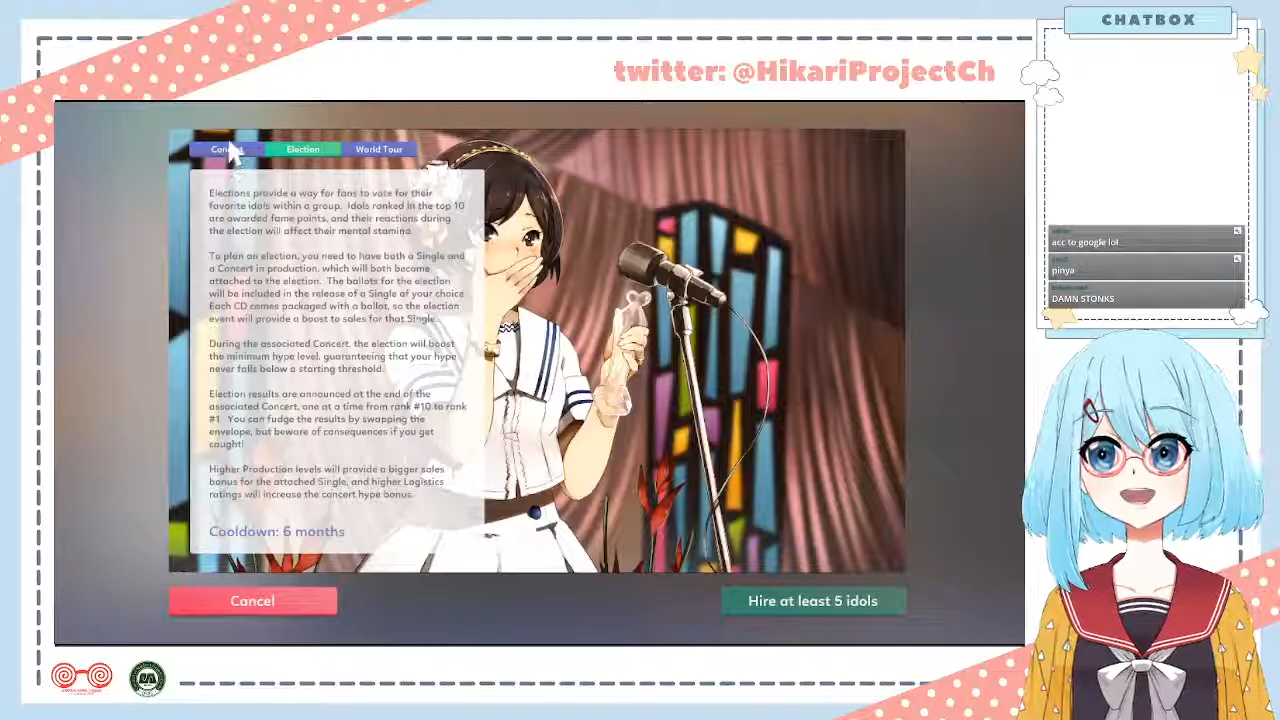 CHATBOX
twitter: @HikariProjectCh
Concert
Election
World Tour
Elections provide a way for fans to vote for their
favorite idols within a group. Idols ranked in the top 10
are awarded fame points, and their reactions during
the election will affect their mental stamina.
To plan an election, you need to have both a Single and
a Concert in production, which will both become
attached to the election. The ballots for the election
will be included in the release of a Single of your choice
Each CD comes packaged with a ballot, so the election
event will provide a boost to sales for that Single.
During the associated Concert, the election will boost
the minimum hype level, guaranteeing that your hype
never falls below a starting threshold.
Election results are announced at the end of the
associated Concert, one at a time from rank #10 to rank
#1 You can fudge the results by swapping the
envelope, but beware of consequences if you get
caught!
Higher Production levels will provide a bigger sales
bonus for the attached Single, and higher Logistics
ratings will increase the concert hype bonus.
Cooldown: 6 months
Cancel
Hire at least 5 idols
acc to google lol
pinya
DAMN STONKS